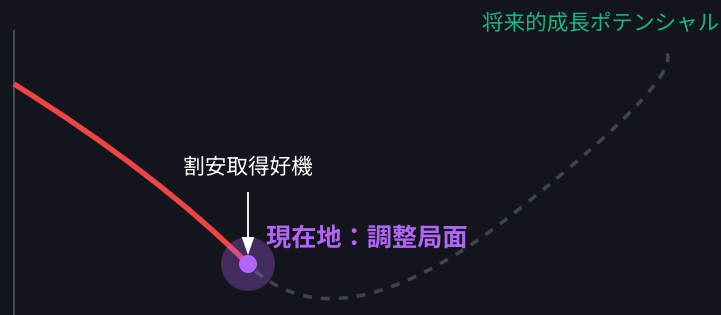 将来的成長ポテンシャル
割安取得好機
現在地：調整局面